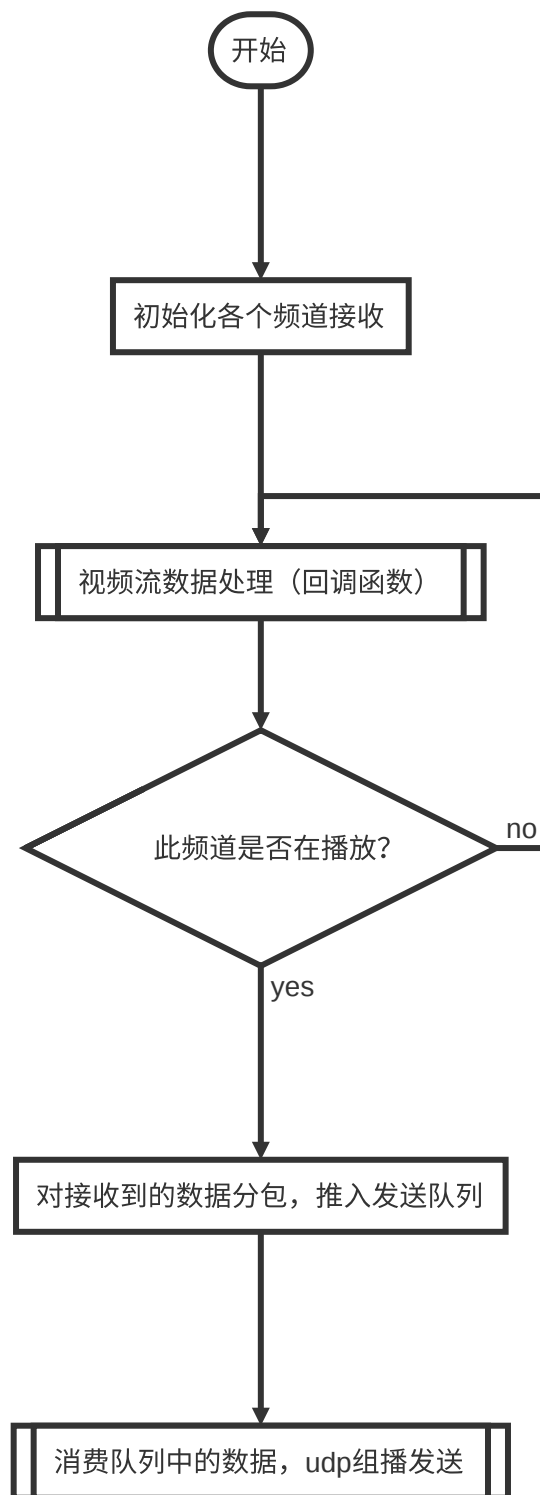 开始
初始化各个频道接收
视频流数据处理（回调函数）
此频道是否在播放？
no
yes
对接收到的数据分包，推入发送队列
消费队列中的数据，udp组播发送